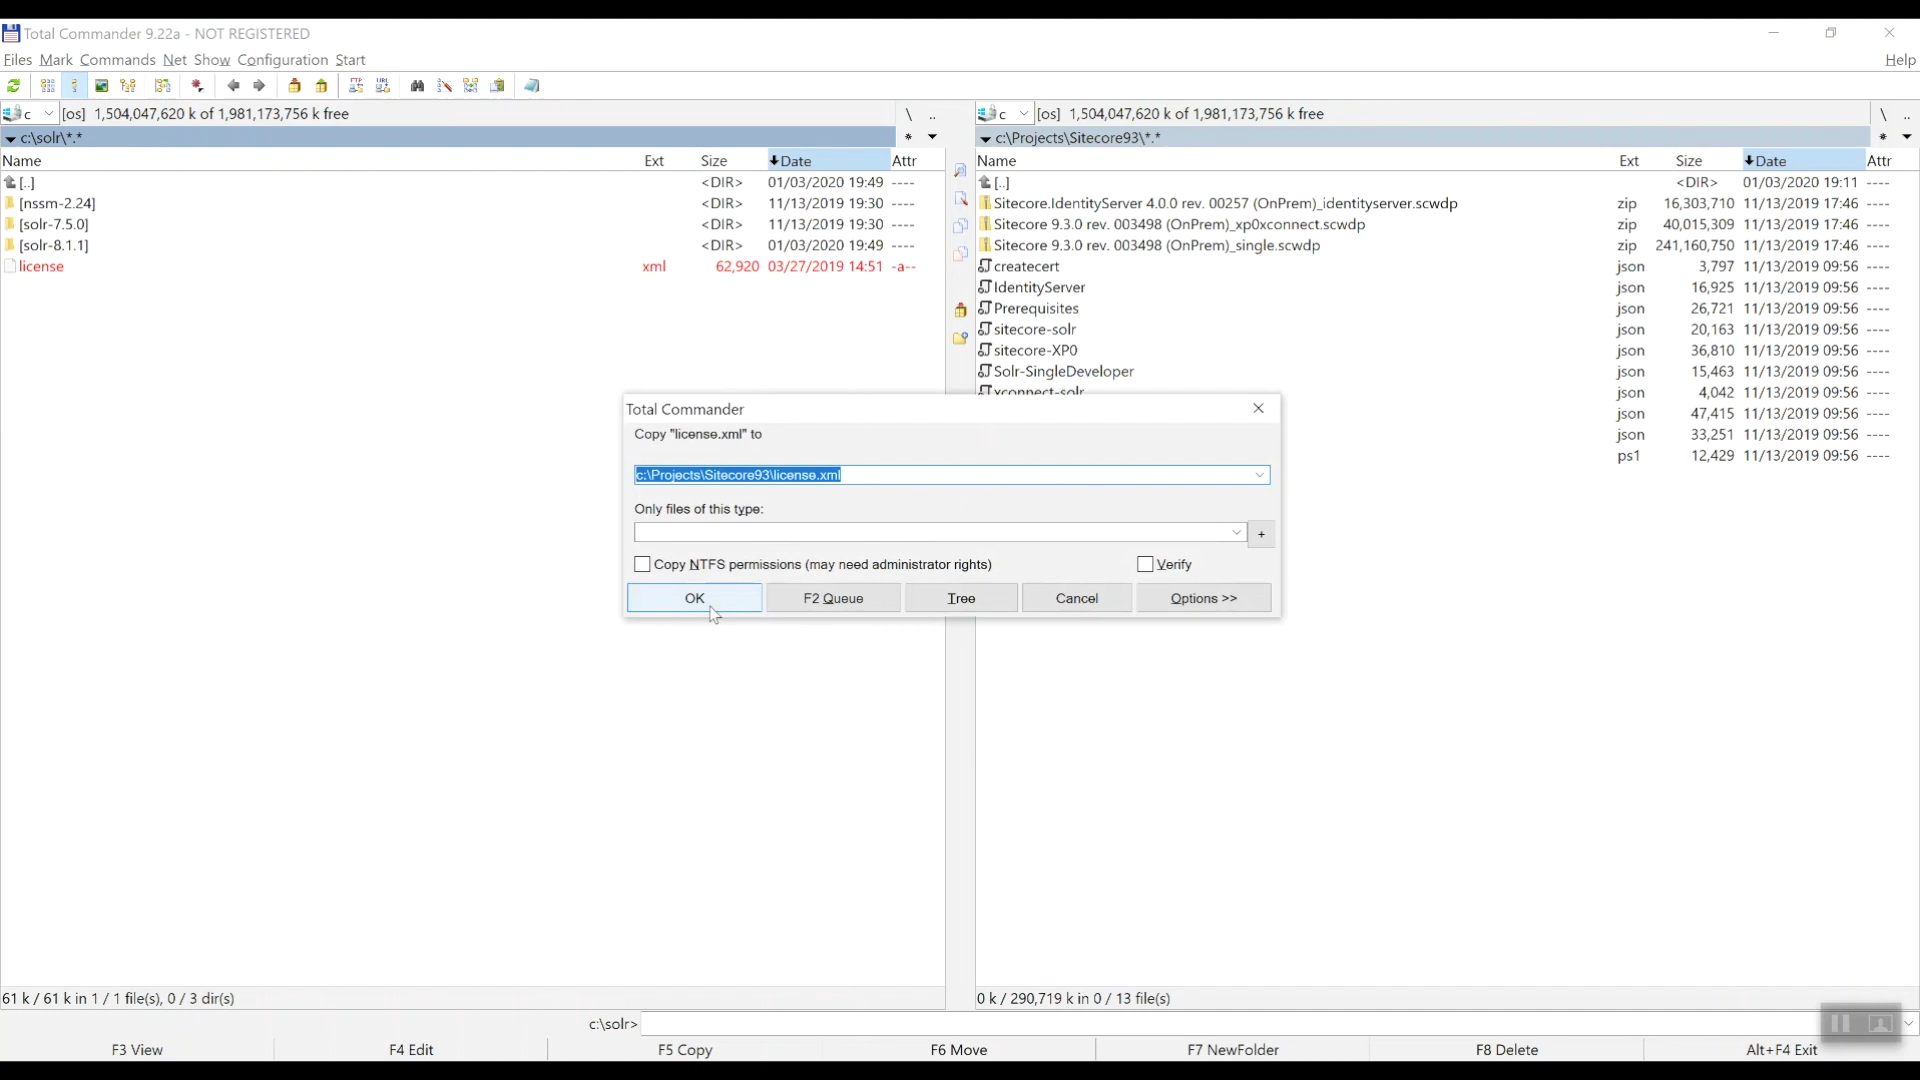 Total Commander 9.22a - NOT REGISTERED
Files Mark Commands Net Show Configuration Start Help
c [os] 1,504,047,620 k of 1,981,173,756 k free \ ..
c:\solr\*.* * 
Name Ext Size Date Attr
[..] <DIR> 01/03/2020 19:49 ----
[nssm-2.24] <DIR> 11/13/2019 19:30 ----
[solr-7.5.0] <DIR> 11/13/2019 19:30 ----
[solr-8.1.1] <DIR> 01/03/2020 19:49 ----
license xml 62,920 03/27/2019 14:51 -a--
61 k / 61 k in 1 / 1 file(s), 0 / 3 dir(s)
c [os] 1,504,047,620 k of 1,981,173,756 k free \ ..
c:\Projects\Sitecore93\*.* *
Name Ext Size Date Attr
[..] <DIR> 01/03/2020 19:11 ----
Sitecore.IdentityServer 4.0.0 rev. 00257 (OnPrem)_identityserver.scwdp zip 16,303,710 11/13/2019 17:46 ----
Sitecore 9.3.0 rev. 003498 (OnPrem)_xp0xconnect.scwdp zip 40,015,309 11/13/2019 17:46 ----
Sitecore 9.3.0 rev. 003498 (OnPrem)_single.scwdp zip 241,160,750 11/13/2019 17:46 ----
createcert json 3,797 11/13/2019 09:56 ----
IdentityServer json 16,925 11/13/2019 09:56 ----
Prerequisites json 26,721 11/13/2019 09:56 ----
sitecore-solr json 20,163 11/13/2019 09:56 ----
sitecore-XP0 json 36,810 11/13/2019 09:56 ----
Solr-SingleDeveloper json 15,463 11/13/2019 09:56 ----
xconnect-solr json 4,042 11/13/2019 09:56 ----
json 47,415 11/13/2019 09:56 ----
json 33,251 11/13/2019 09:56 ----
ps1 12,429 11/13/2019 09:56 ----
0 k / 290,719 k in 0 / 13 file(s)
Total Commander
Copy "license.xml" to
c:\Projects\Sitecore93\license.xml
Only files of this type:
+
Copy NTFS permissions (may need administrator rights) Verify
OK F2 Queue Tree Cancel Options >>
c:\solr>
F3 View F4 Edit F5 Copy F6 Move F7 NewFolder F8 Delete Alt+F4 Exit